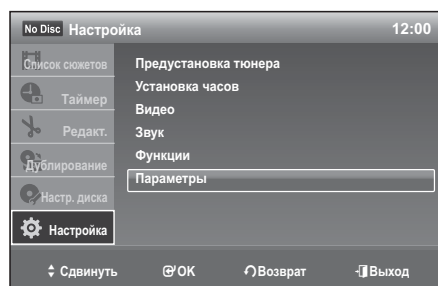 No Disc Настройка 12:00
Список сюжетов
Таймер
Редакт.
Дублирование
Настр. диска
Настройка
Предустановка тюнера
Установка часов
Видео
Звук
Функции
Параметры
Сдвинуть OK Возврат Выход